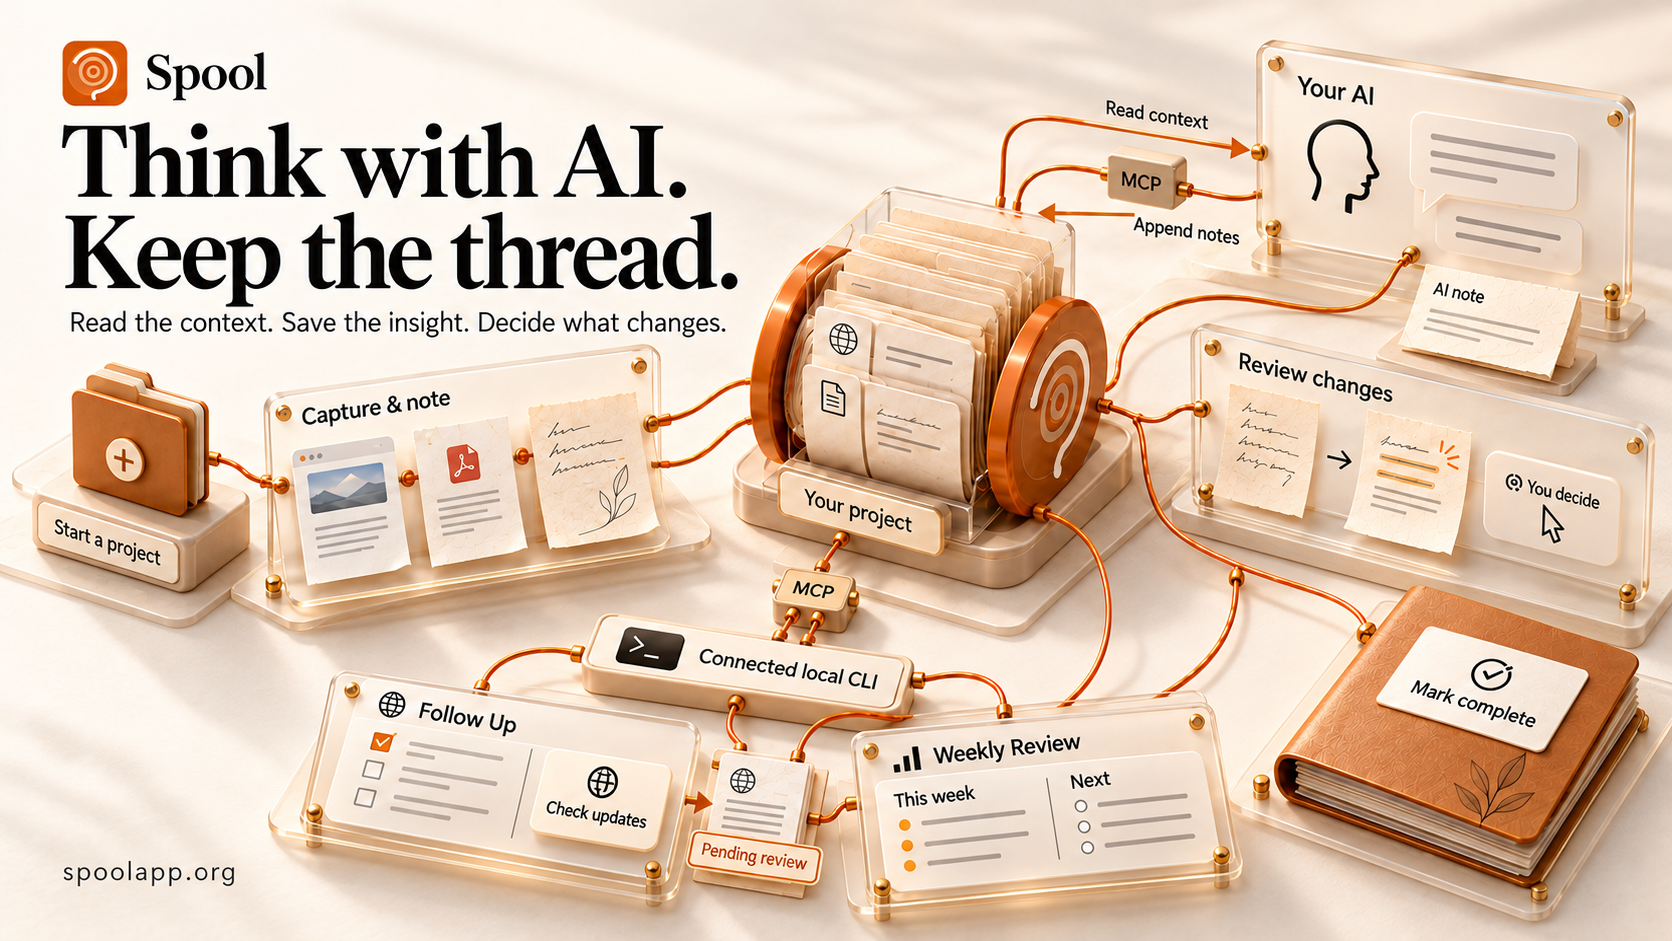 Spool
Think with AI.
Keep the thread.
Read the context. Save the insight. Decide what changes.
Start a project
Capture & note
Your project
Read context
MCP
Append notes
Your AI
AI note
Review changes
You decide
MCP
>_
Connected local CLI
Follow Up
Check updates
Pending review
Weekly Review
This week
Next
Mark complete
spoolapp.org